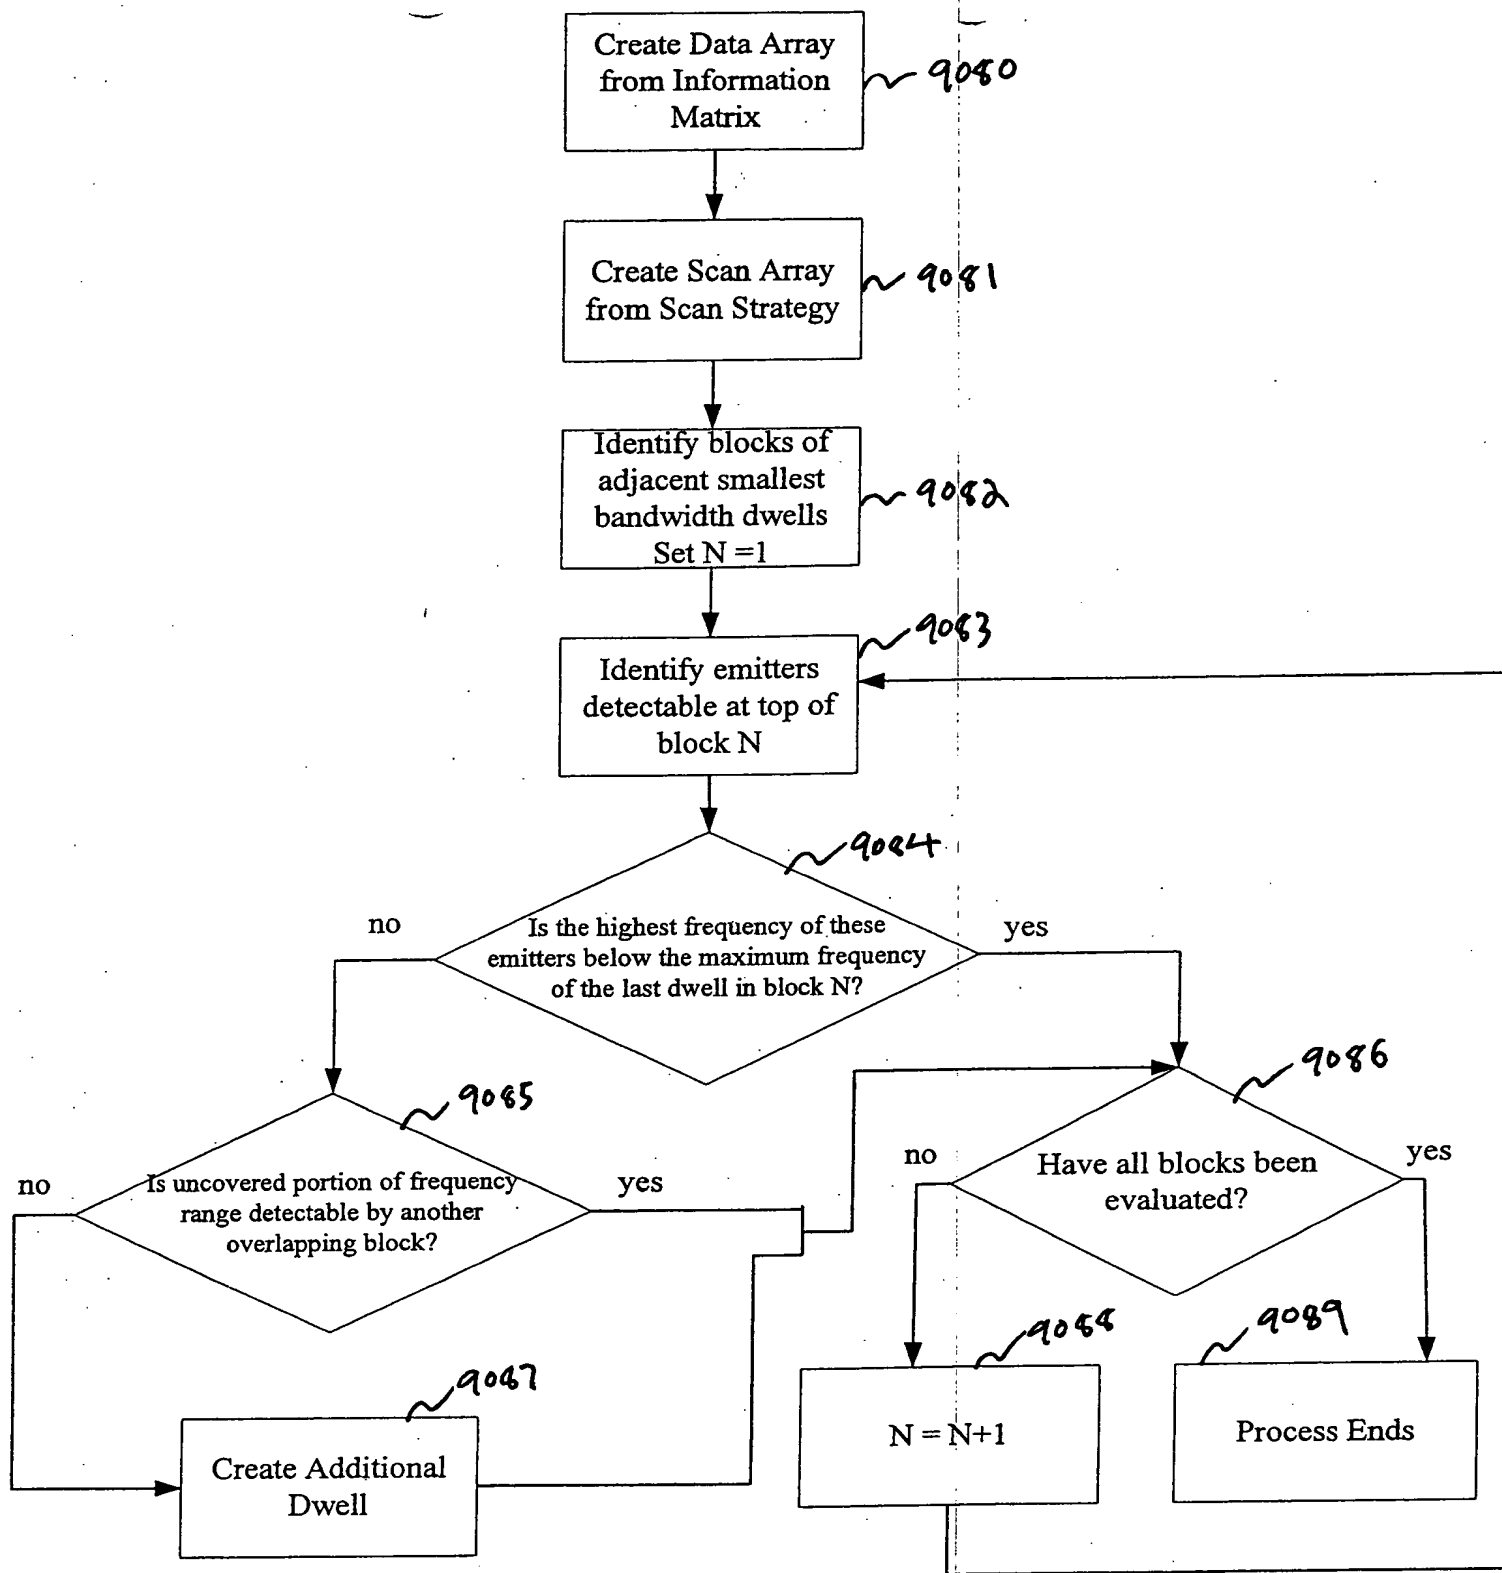 Create Data Array
from Information
Matrix
9080
Create Scan Array
from Scan Strategy
9081
Identify blocks of
adjacent smallest
bandwidth dwells
Set N =1
9082
9083
Identify emitters
detectable at top of
block N
9084
no
Is the highest frequency of these
emitters below the maximum frequency
of the last dwell in block N?
yes
9085
9086
no
Is uncovered portion of frequency
range detectable by another
overlapping block?
yes
no
Have all blocks been
evaluated?
yes
9087
Create Additional
Dwell
9088
N = N+1
9089
Process Ends